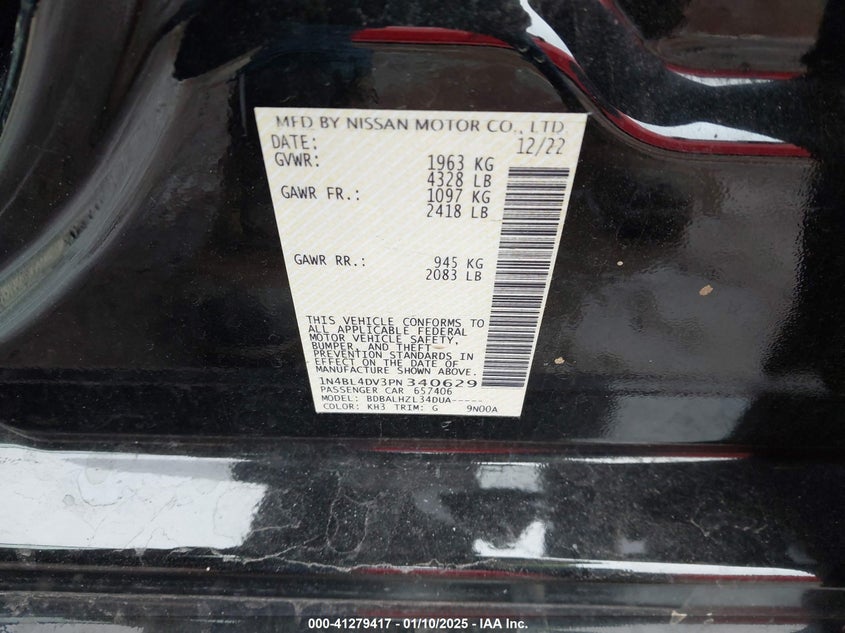 MFD BY NISSAN MOTOR CO., LTD
DATE: 12/22
GVWR: 1963 KG
4328 LB
GAWR FR.: 1097 KG
2418 LB
GAWR RR.: 945 KG
2083 LB
THIS VEHICLE CONFORMS TO
ALL APPLICABLE FEDERAL
MOTOR VEHICLE SAFETY,
BUMPER, AND THEFT
PREVENTION STANDARDS IN
EFFECT ON THE DATE OF
MANUFACTURE SHOWN ABOVE.
1N4BL4DV3PN340629
PASSENGER CAR 657406
MODEL: BDBALHZL34DUA-----
COLOR: KH3 TRIM: G 9N00A
000-41279417 - 01/10/2025 - IAA Inc.